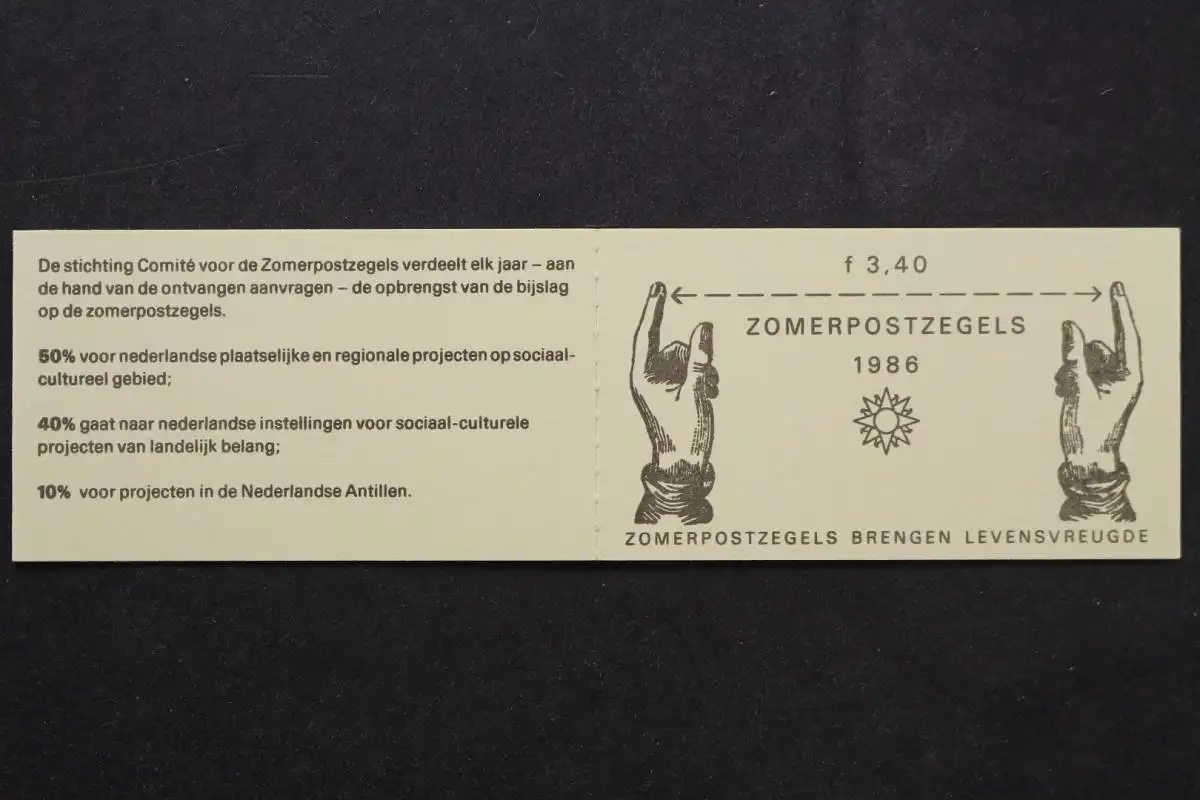 De stichting Comité voor de Zomerpostzegels verdeelt elk jaar – aan
de hand van de ontvangen aanvragen – de opbrengst van de bijslag
op de zomerpostzegels.
50% voor nederlandse plaatselijke en regionale projecten op sociaal-
cultureel gebied;
40% gaat naar nederlandse instellingen voor sociaal-culturele
projecten van landelijk belang;
10% voor projecten in de Nederlandse Antillen.
f 3,40
ZOMERPOSTZEGELS
1986
ZOMERPOSTZEGELS BRENGEN LEVENSVREUGDE